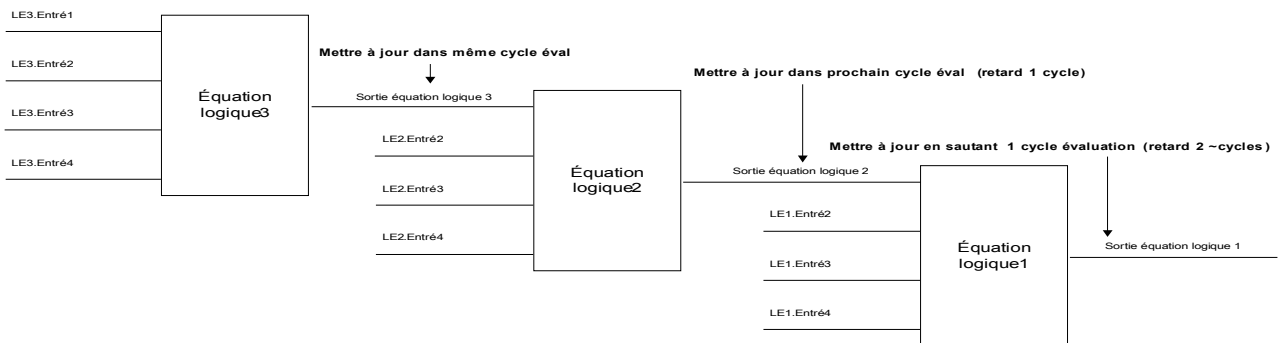 LE3.Entré1
LE3.Entré2
LE3.Entré3
LE3.Entré4
Équation
logique3
Mettre à jour dans même cycle éval
Sortie équation logique 3
LE2.Entré2
LE2.Entré3
LE2.Entré4
Équation
logique2
Mettre à jour dans prochain cycle éval (retard 1 cycle)
Sortie équation logique 2
LE1.Entré2
LE1.Entré3
LE1.Entré4
Équation
logique1
Mettre à jour en sautant 1 cycle évaluation (retard 2 ~cycles)
Sortie équation logique 1